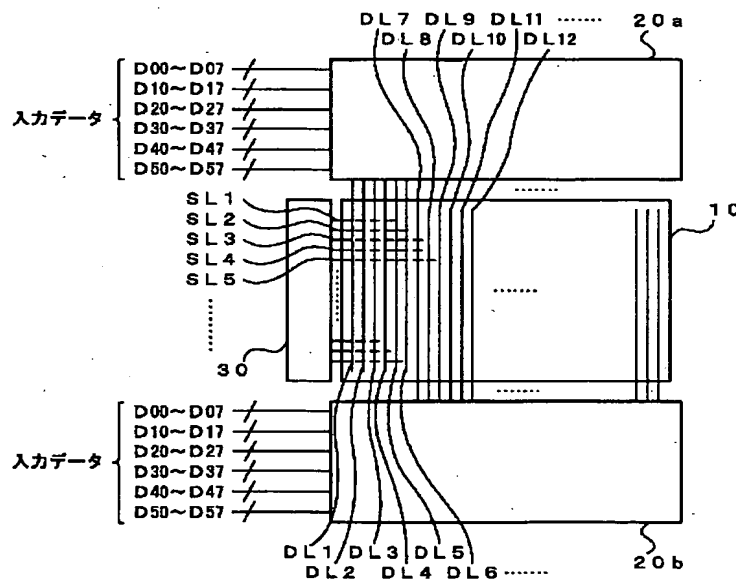 DL7 DL9 DL11 ……
DL8 DL10 DL12
20a
入力データ
D00～D07
D10～D17
D20～D27
D30～D37
D40～D47
D50～D57
SL1
SL2
SL3
SL4
SL5
10
30
入力データ
D00～D07
D10～D17
D20～D27
D30～D37
D40～D47
D50～D57
DL1 DL3 DL5
DL2 DL4 DL6 ……
20b